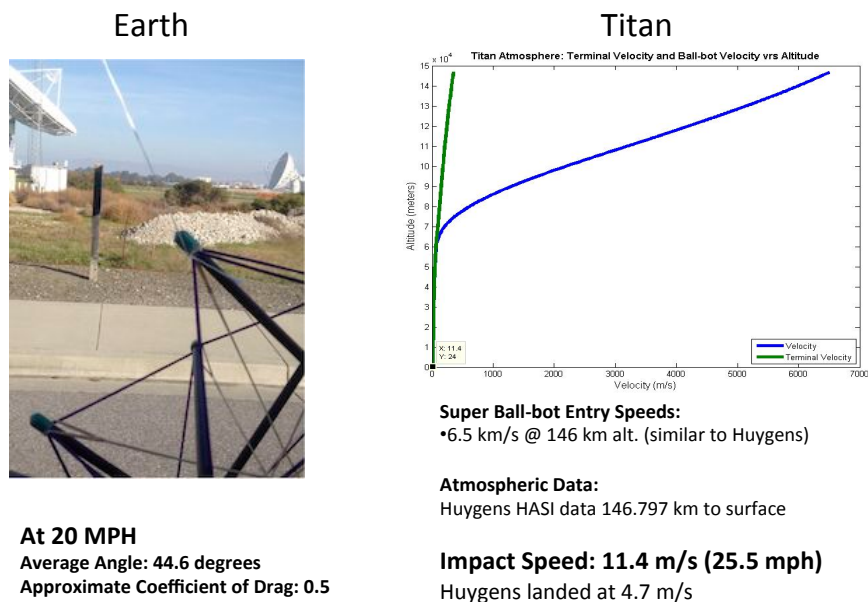 Earth
At 20 MPH
Average Angle: 44.6 degrees
Approximate Coefficient of Drag: 0.5
Titan
Titan Atmosphere: Terminal Velocity and Ball-bot Velocity vrs Altitude
x 10⁴
15
14
13
12
11
10
9
8
7
6
5
4
3
2
1
0
Altitude (meters)
X: 11.4
Y: 24
Velocity
Terminal Velocity
0 1000 2000 3000 4000 5000 6000 7000
Velocity (m/s)
Super Ball-bot Entry Speeds:
•6.5 km/s @ 146 km alt. (similar to Huygens)
Atmospheric Data:
Huygens HASI data 146.797 km to surface
Impact Speed: 11.4 m/s (25.5 mph)
Huygens landed at 4.7 m/s